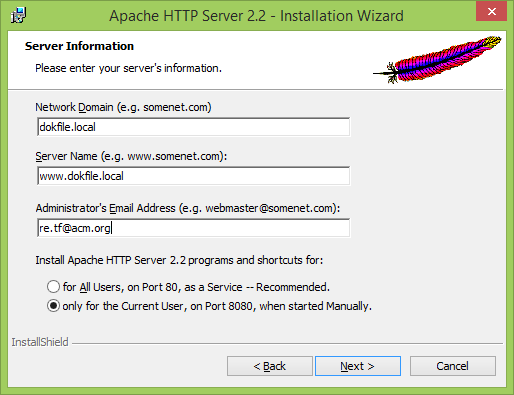 Apache HTTP Server 2.2 - Installation Wizard
Server Information
Please enter your server's information.
Network Domain (e.g. somenet.com)
dokfile.local
Server Name (e.g. www.somenet.com):
www.dokfile.local
Administrator's Email Address (e.g. webmaster@somenet.com):
re.tf@acm.org
Install Apache HTTP Server 2.2 programs and shortcuts for:
for All Users, on Port 80, as a Service -- Recommended.
only for the Current User, on Port 8080, when started Manually.
InstallShield
< Back Next > Cancel